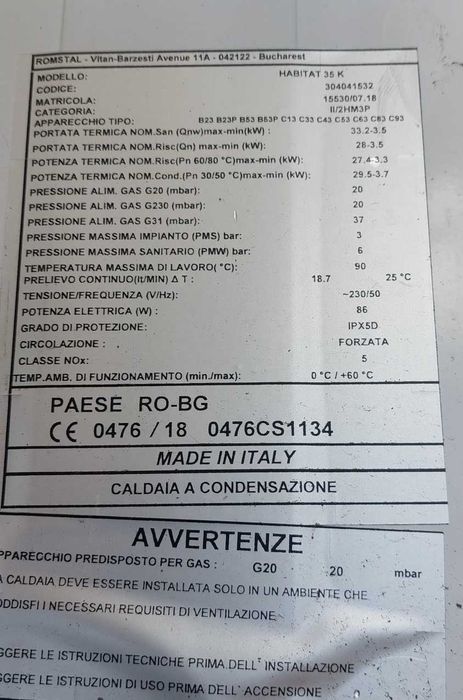 ROMSTAL - Vitan-Barzesti Avenue 11A - 042122 - Bucharest
MODELLO: HABITAT 35 K
CODICE: 304041532
MATRICOLA: 15530/07.18
CATEGORIA: II/2HM3P
APPARECCHIO TIPO: B23 B23P B53 B53P C13 C33 C43 C53 C63 C83 C93
PORTATA TERMICA NOM.San (Qnw)max-min(kW) : 33.2-3.5
PORTATA TERMICA NOM.Risc(Qn) max-min (kW): 28-3.5
POTENZA TERMICA NOM.Risc(Pn 60/80 °C)max-min (kW): 27.4-3.3
POTENZA TERMICA NOM.Cond.(Pn 30/50 °C)max-min (kW): 29.5-3.7
PRESSIONE ALIM. GAS G20 (mbar): 20
PRESSIONE ALIM. GAS G230 (mbar): 20
PRESSIONE ALIM. GAS G31 (mbar): 37
PRESSIONE MASSIMA IMPIANTO (PMS) bar: 3
PRESSIONE MASSIMA SANITARIO (PMW) bar: 6
TEMPERATURA MASSIMA DI LAVORO( °C): 90
PRELIEVO CONTINUO(lt/MIN) Δ T : 18.7 25 °C
TENSIONE/FREQUENZA (V/Hz): ~230/50
POTENZA ELETTRICA (W) : 86
GRADO DI PROTEZIONE: IPX5D
CIRCOLAZIONE : FORZATA
CLASSE NOx: 5
TEMP.AMB. DI FUNZIONAMENTO (min./max): 0 °C / +60 °C
PAESE RO-BG
CE 0476 / 18 0476CS1134
MADE IN ITALY
CALDAIA A CONDENSAZIONE
AVVERTENZE
PPARECCHIO PREDISPOSTO PER GAS : G20 20 mbar
A CALDAIA DEVE ESSERE INSTALLATA SOLO IN UN AMBIENTE CHE
ODDISFI I NECESSARI REQUISITI DI VENTILAZIONE
GGERE LE ISTRUZIONI TECNICHE PRIMA DELL' INSTALLAZIONE
GGERE LE ISTRUZIONI DI USO PRIMA DELL' ACCENSIONE